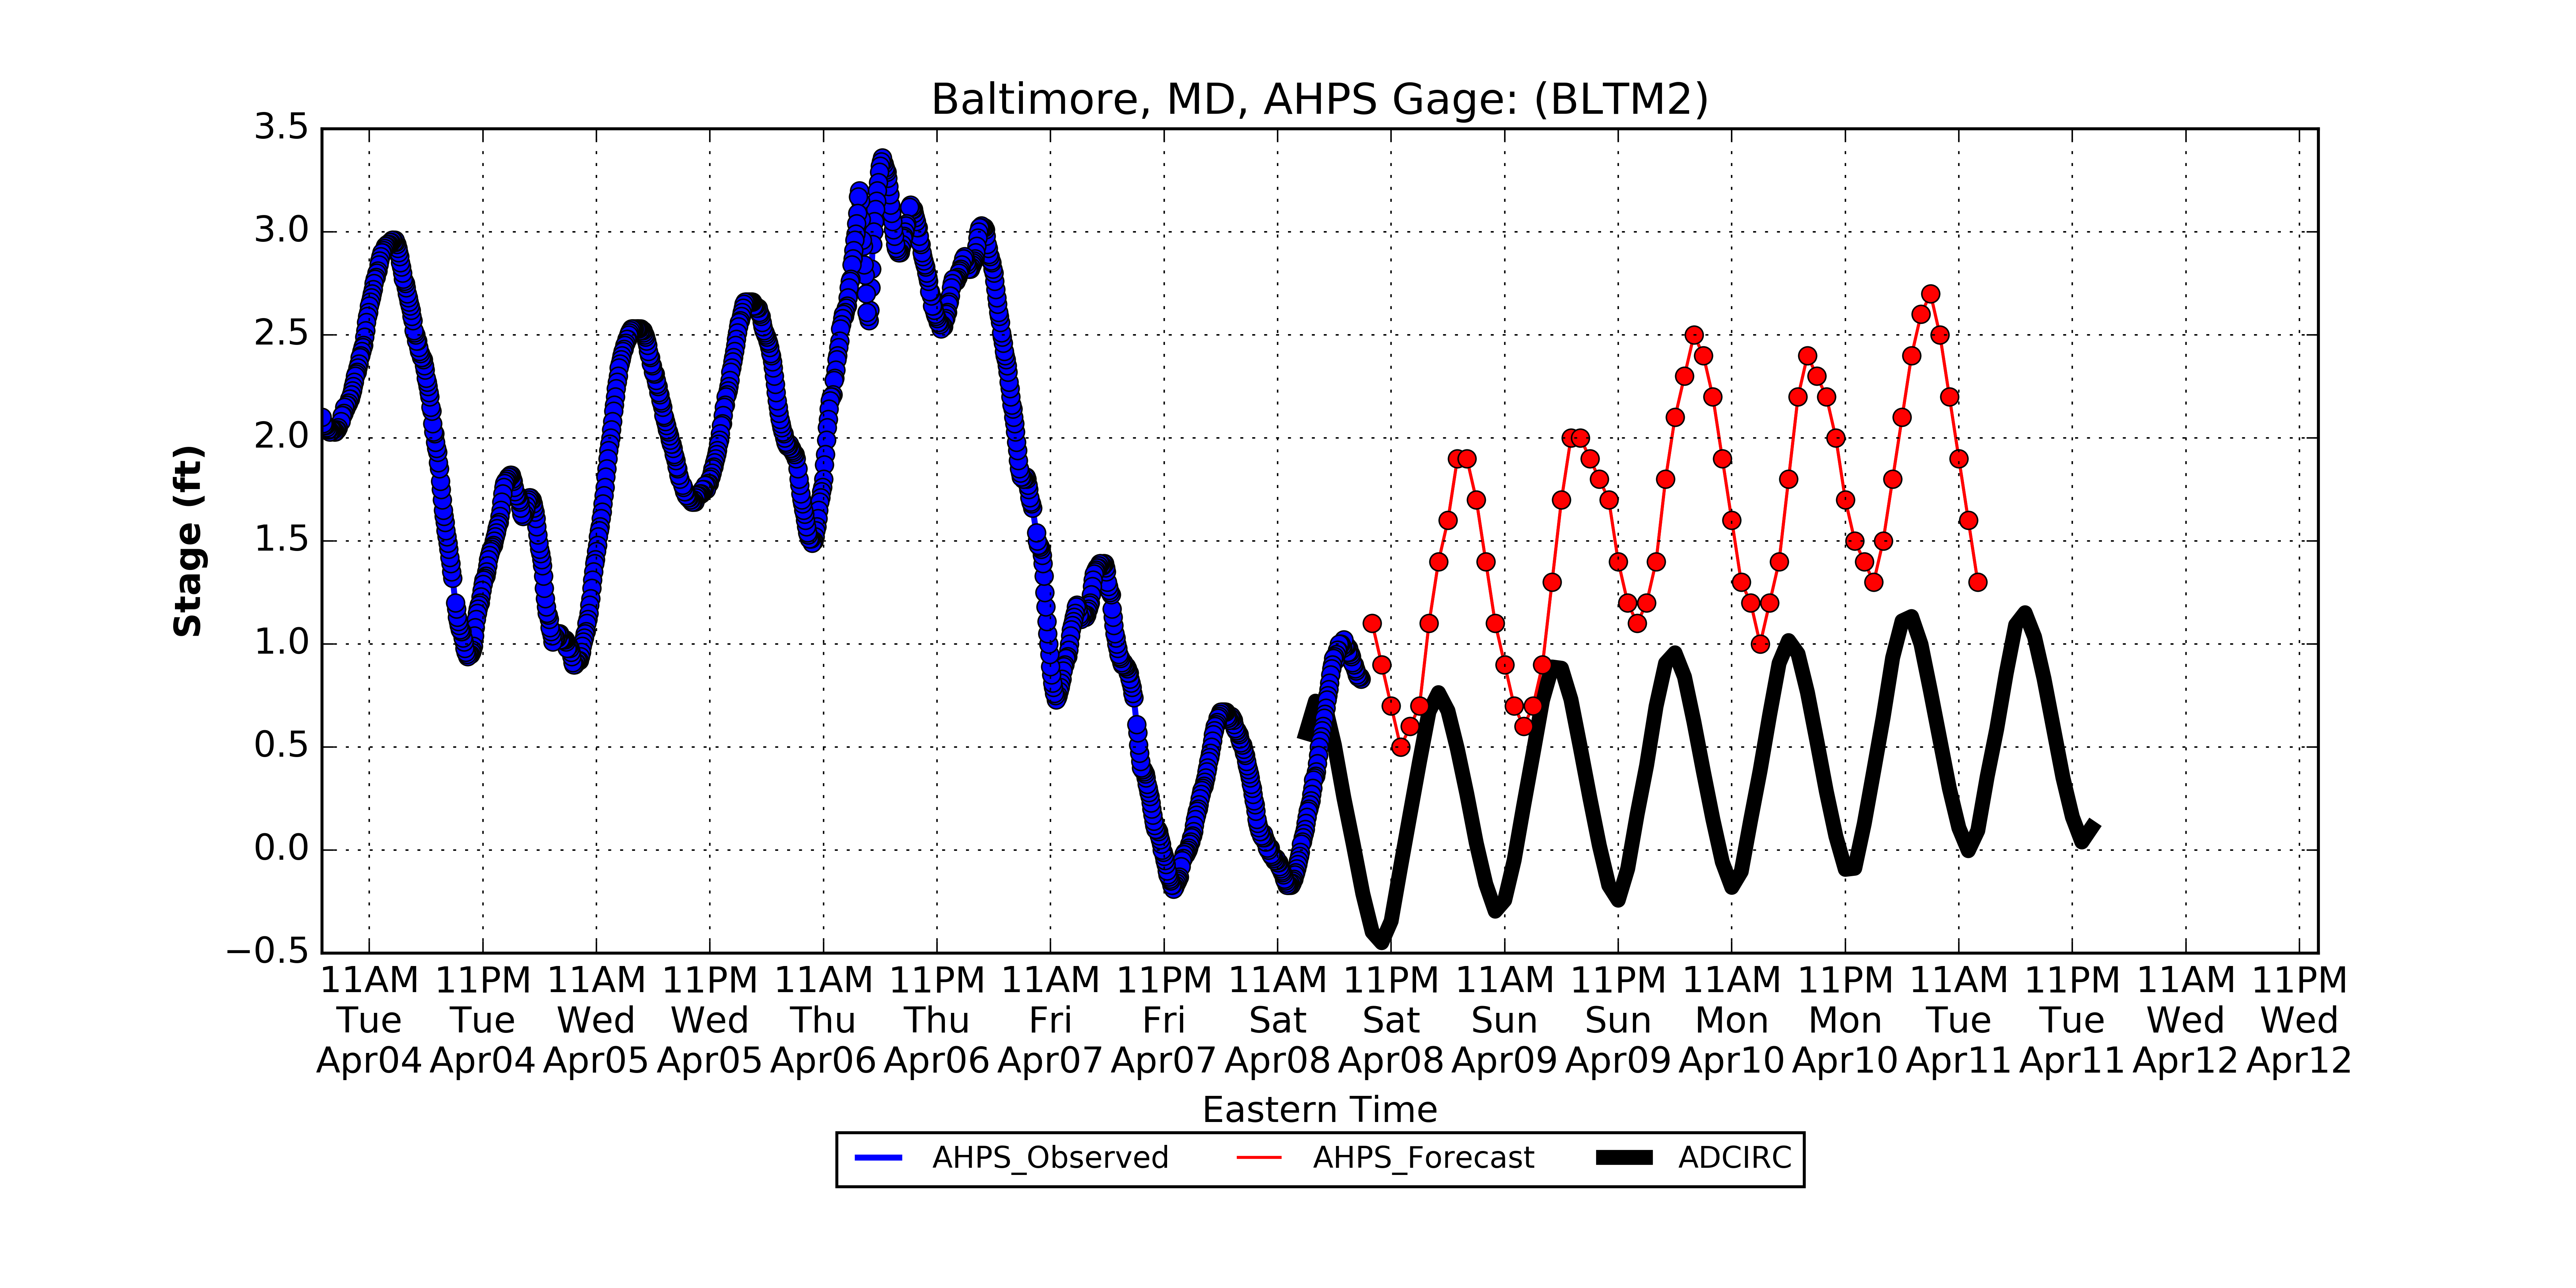 Baltimore, MD, AHPS Gage: (BLTM2)
3.5
3.0
2.5
2.0
1.5
1.0
0.5
0.0
−0.5
Stage (ft)
11AM 11PM 11AM 11PM 11AM 11PM 11AM 11PM 11AM 11PM 11AM 11PM 11AM 11PM 11AM 11PM 11AM 11PM
Tue Tue Wed Wed Thu Thu Fri Fri Sat Sat Sun Sun Mon Mon Tue Tue Wed Wed
Apr04 Apr04 Apr05 Apr05 Apr06 Apr06 Apr07 Apr07 Apr08 Apr08 Apr09 Apr09 Apr10 Apr10 Apr11 Apr11 Apr12 Apr12
Eastern Time
AHPS_Observed AHPS_Forecast ADCIRC